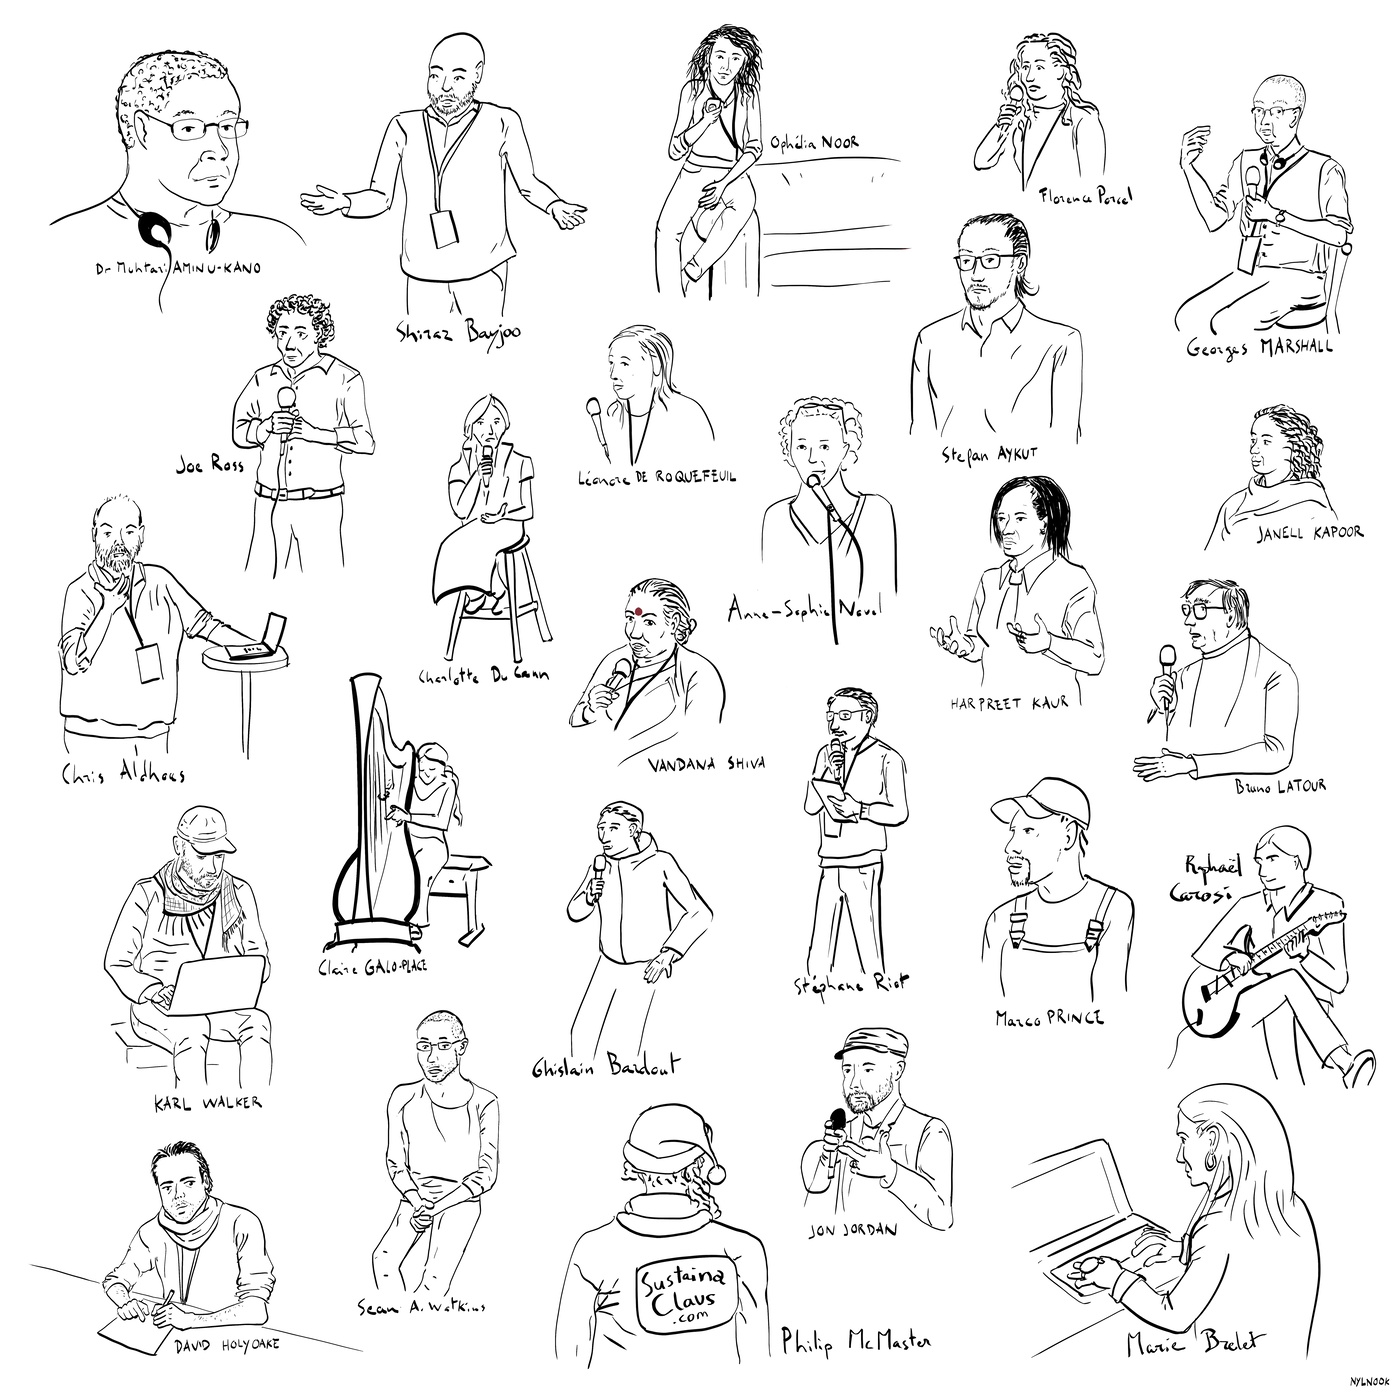 Dr Muhtari AMINU-KANO
Shiraz Bayjoo
Ophélia NOOR
Florence Porcel
Georges MARSHALL
Joe Ross
Léonore DE ROQUEFEUIL
Stefan AYKUT
JANELL KAPOOR
Charlotte Du Cann
Anne-Sophie Novel
HARPREET KAUR
Chris Aldhous
VANDANA SHIVA
Bruno LATOUR
Raphaël
Carosi
Claire GALO-PLACE
Stéphane Riot
Marco PRINCE
KARL WALKER
Ghislain Bardout
JON JORDAN
Sean A. Watkins
Sustaina
Claus
.com
DAVID HOLYOAKE
Philip McMaster
Marie Brelet
NYLNOOK